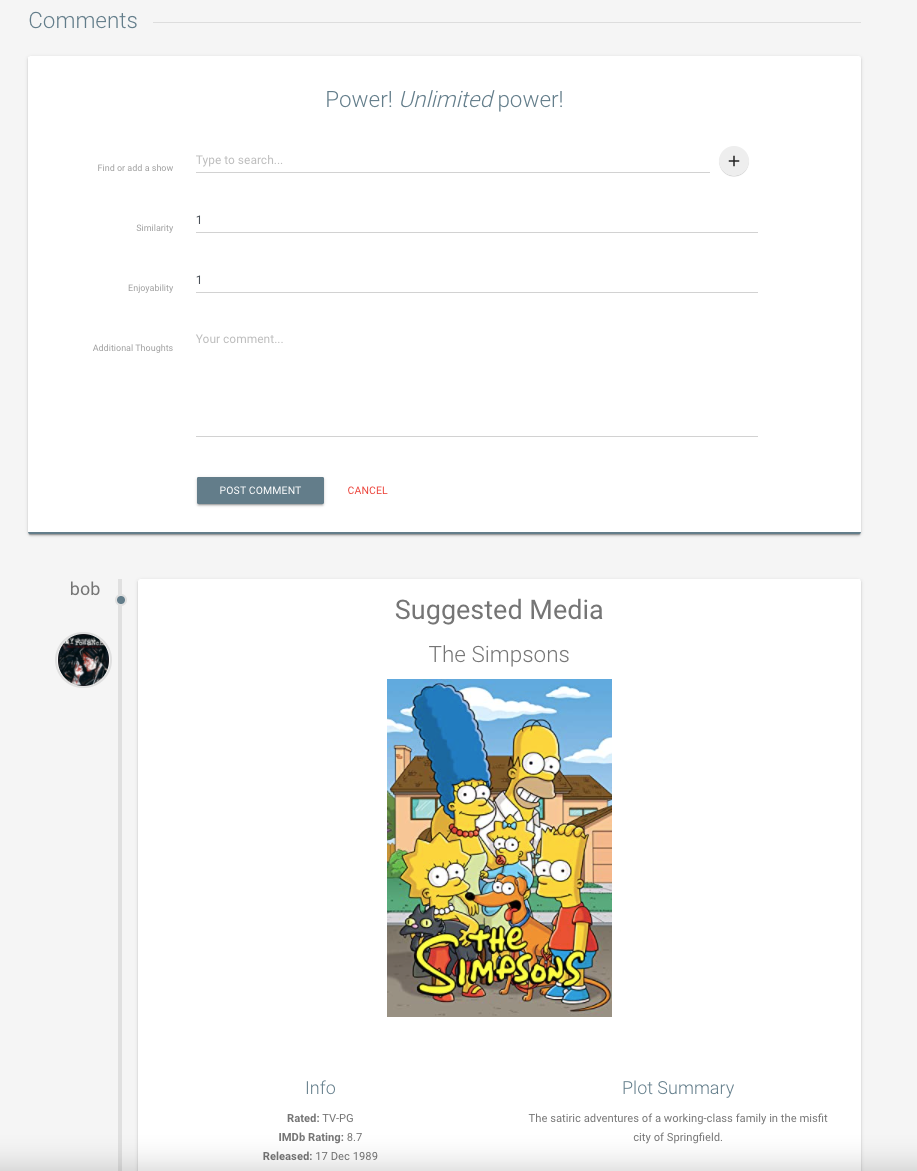 Comments
Power! Unlimited power!
Find or add a show
Type to search...
+
Similarity
1
Enjoyability
1
Additional Thoughts
Your comment...
POST COMMENT
CANCEL
bob
Suggested Media
The Simpsons
THE
SIMPSONS
Info
Rated: TV-PG
IMDb Rating: 8.7
Released: 17 Dec 1989
Plot Summary
The satiric adventures of a working-class family in the misfit
city of Springfield.